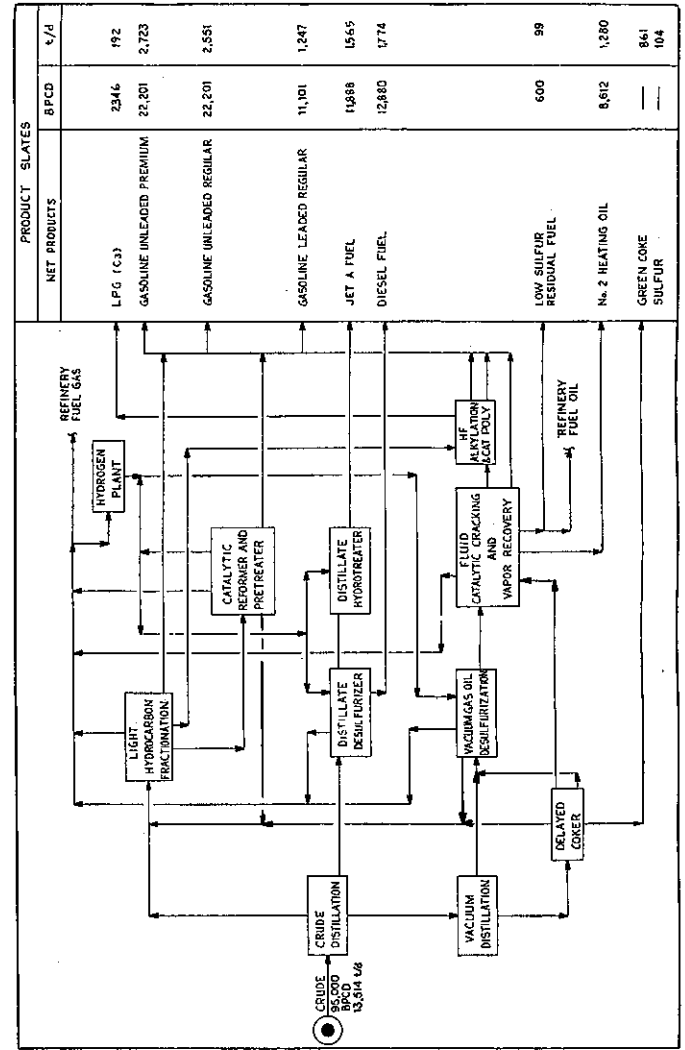 PRODUCT SLATES
NET PRODUCTS
BPCD
t/d
LPG (C3)
2,346
192
GASOLINE UNLEADED PREMIUM
22,201
2,723
GASOLINE UNLEADED REGULAR
22,201
2,551
GASOLINE LEADED REGULAR
11,101
1,247
JET A FUEL
11,888
1,565
DIESEL FUEL
12,880
1,774
LOW SULFUR
RESIDUAL FUEL
600
99
No. 2 HEATING OIL
8,612
1,280
GREEN COKE
—
861
SULFUR
—
104
REFINERY
FUEL GAS
HYDROGEN
PLANT
LIGHT
HYDROCARBON
FRACTIONATION
CATALYTIC
REFORMER AND
PRETREATER
CRUDE
95,000
BPCD
13,514 t/d
CRUDE
DISTILLATION
DISTILLATE
DESULFURIZER
DISTILLATE
HYDROTREATER
VACUUM
DISTILLATION
VACUUM GAS OIL
DESULFURIZATION
FLUID
CATALYTIC CRACKING
AND
VAPOR RECOVERY
HF
ALKYLATION
& CAT POLY
REFINERY
FUEL OIL
DELAYED
COKER